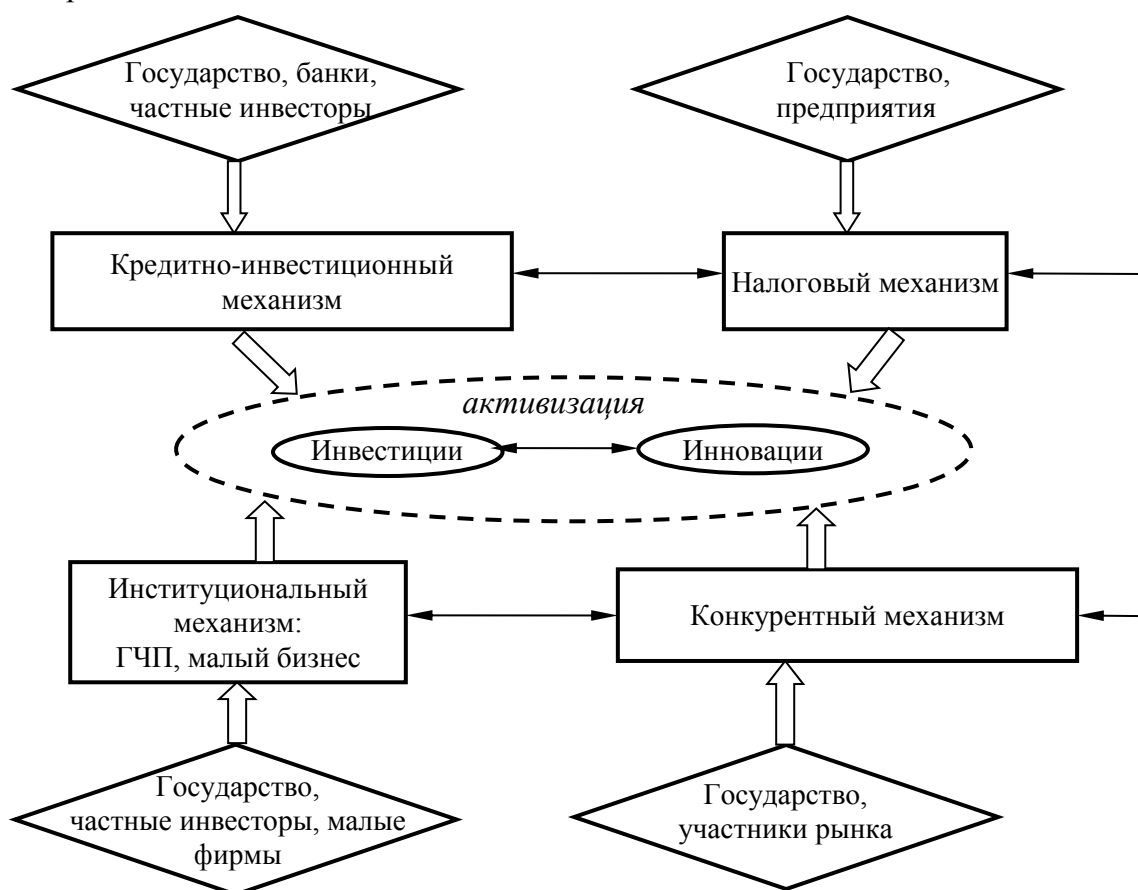 Государство, банки,
частные инвесторы
Государство,
предприятия
Кредитно-инвестиционный
механизм
Налоговый механизм
активизация
Инвестиции
Инновации
Институциональный
механизм:
ГЧП, малый бизнес
Конкурентный механизм
Государство,
частные инвесторы, малые
фирмы
Государство,
участники рынка